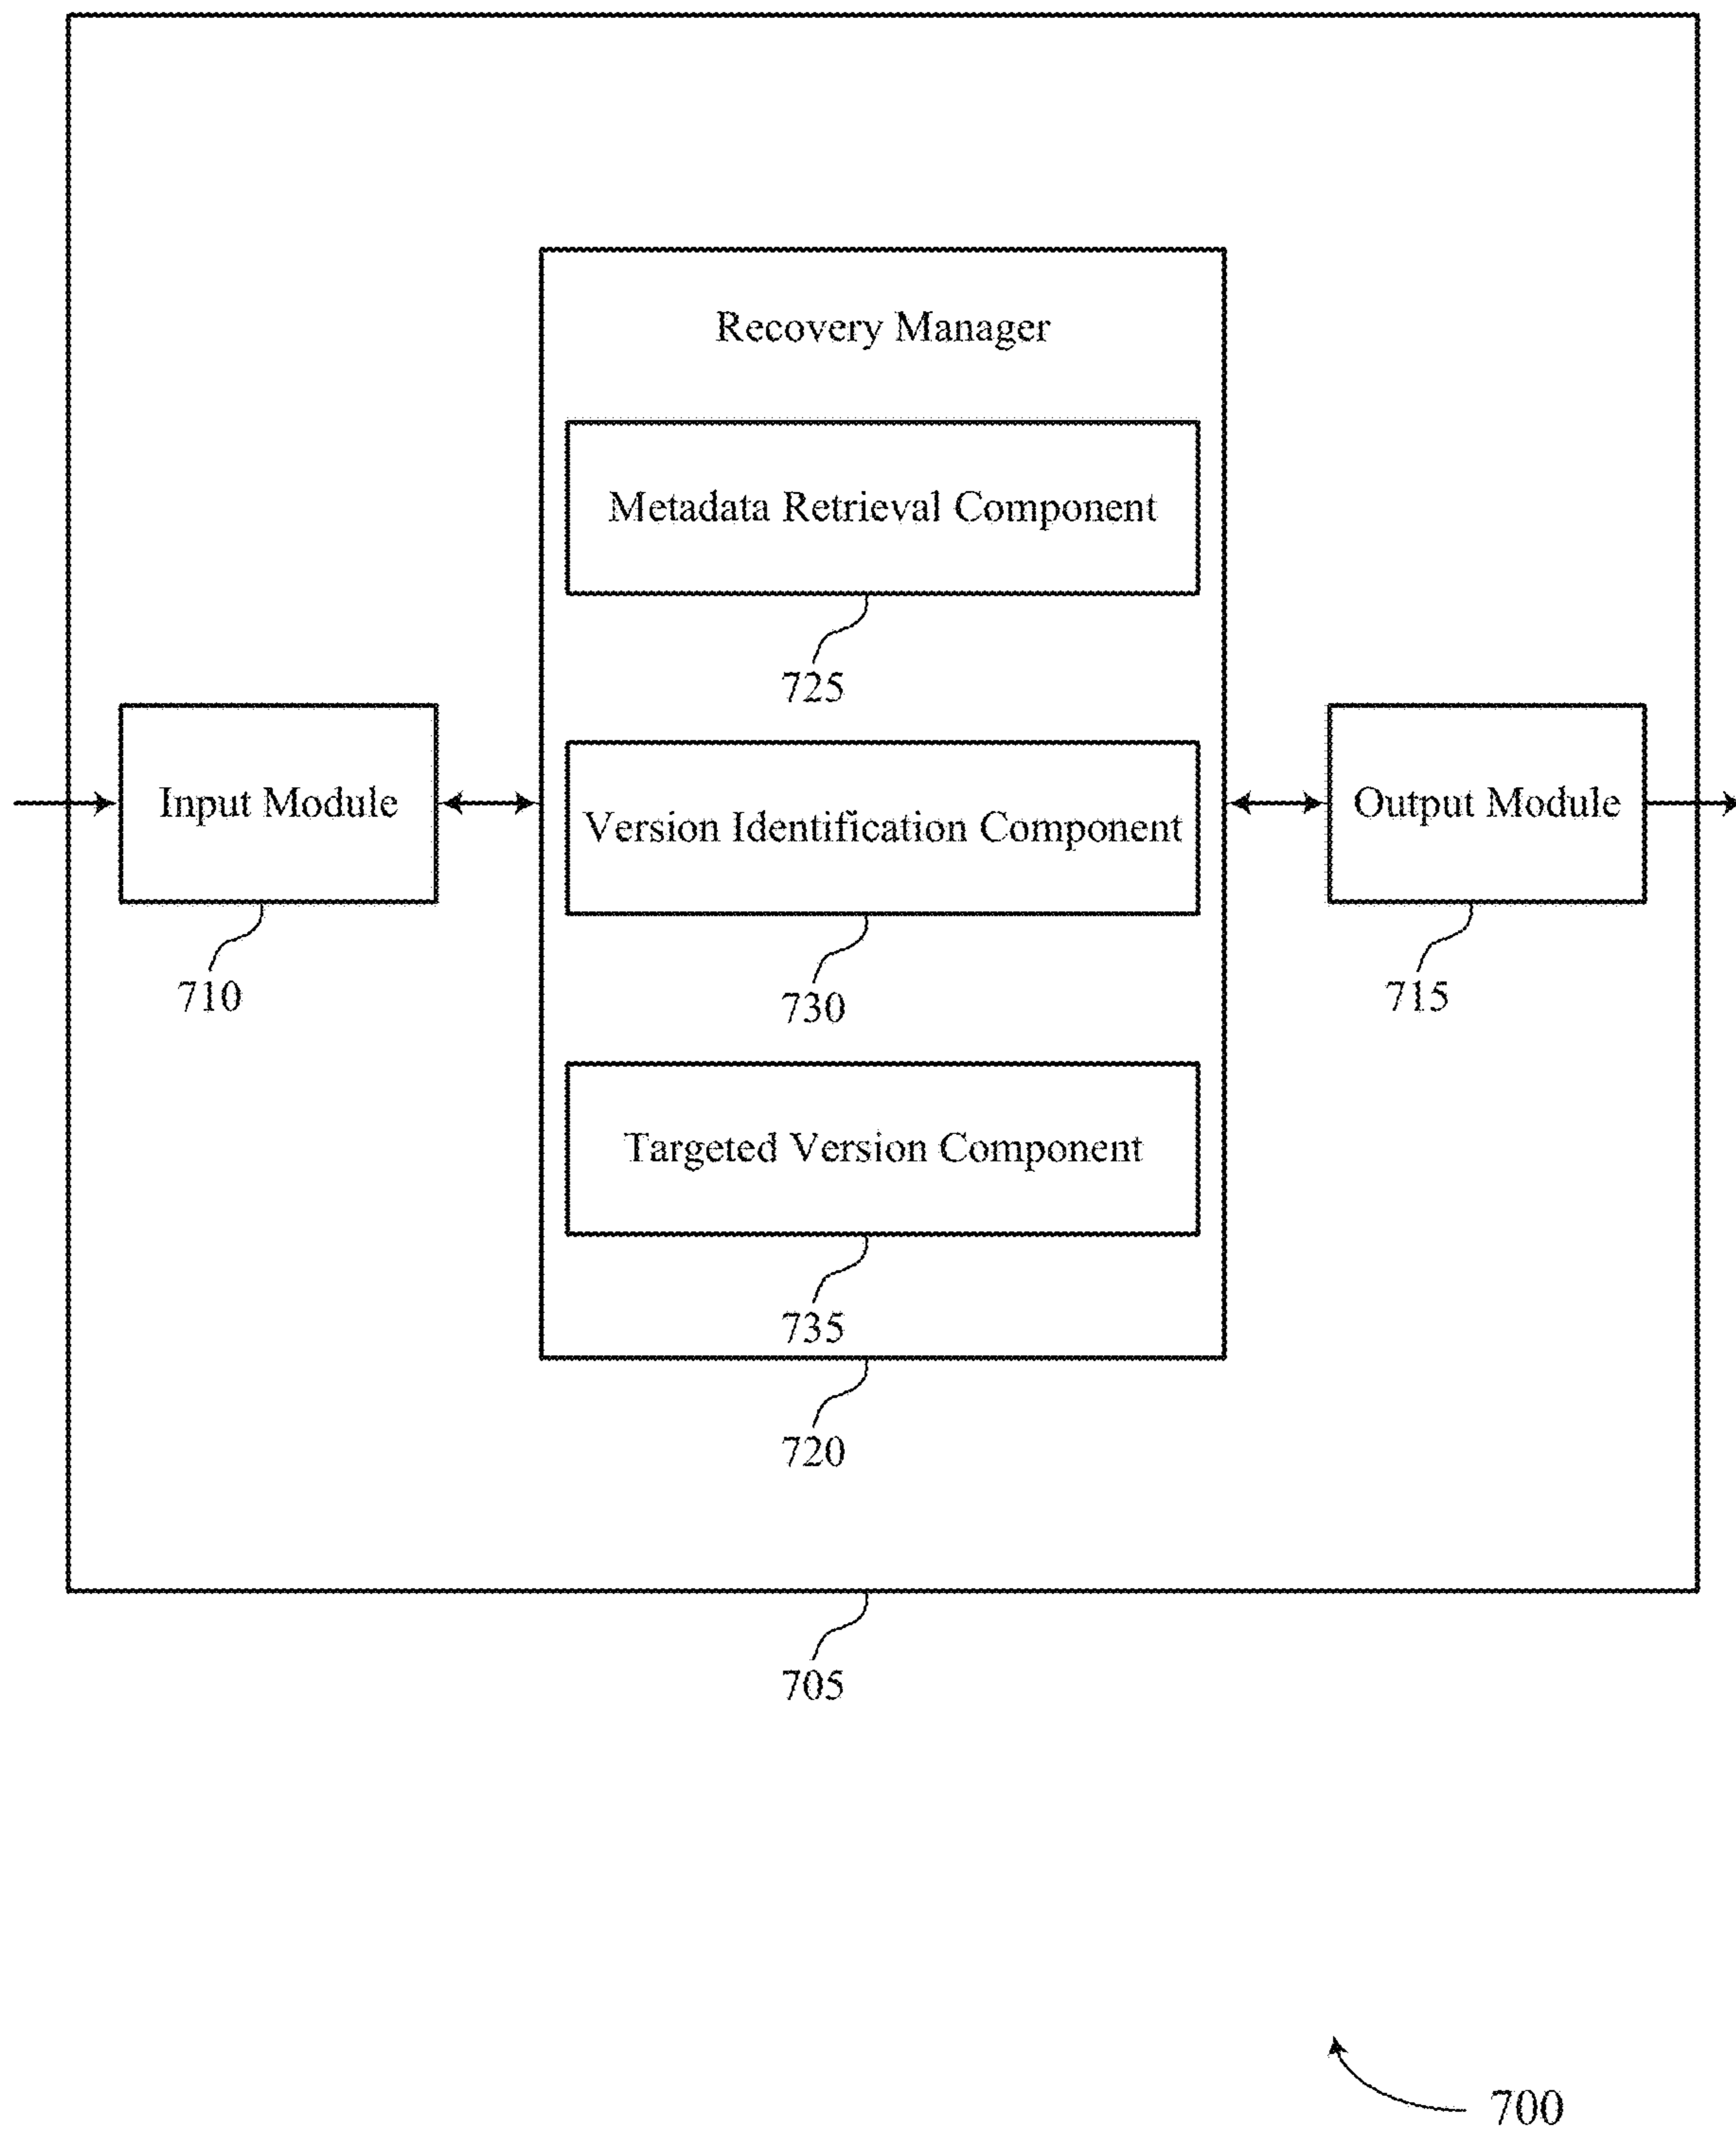 Recovery Manager
Metadata Retrieval Component
725
Input Module
Version Identification Component
Output Module
710
730
715
Targeted Version Component
735
720
705
700